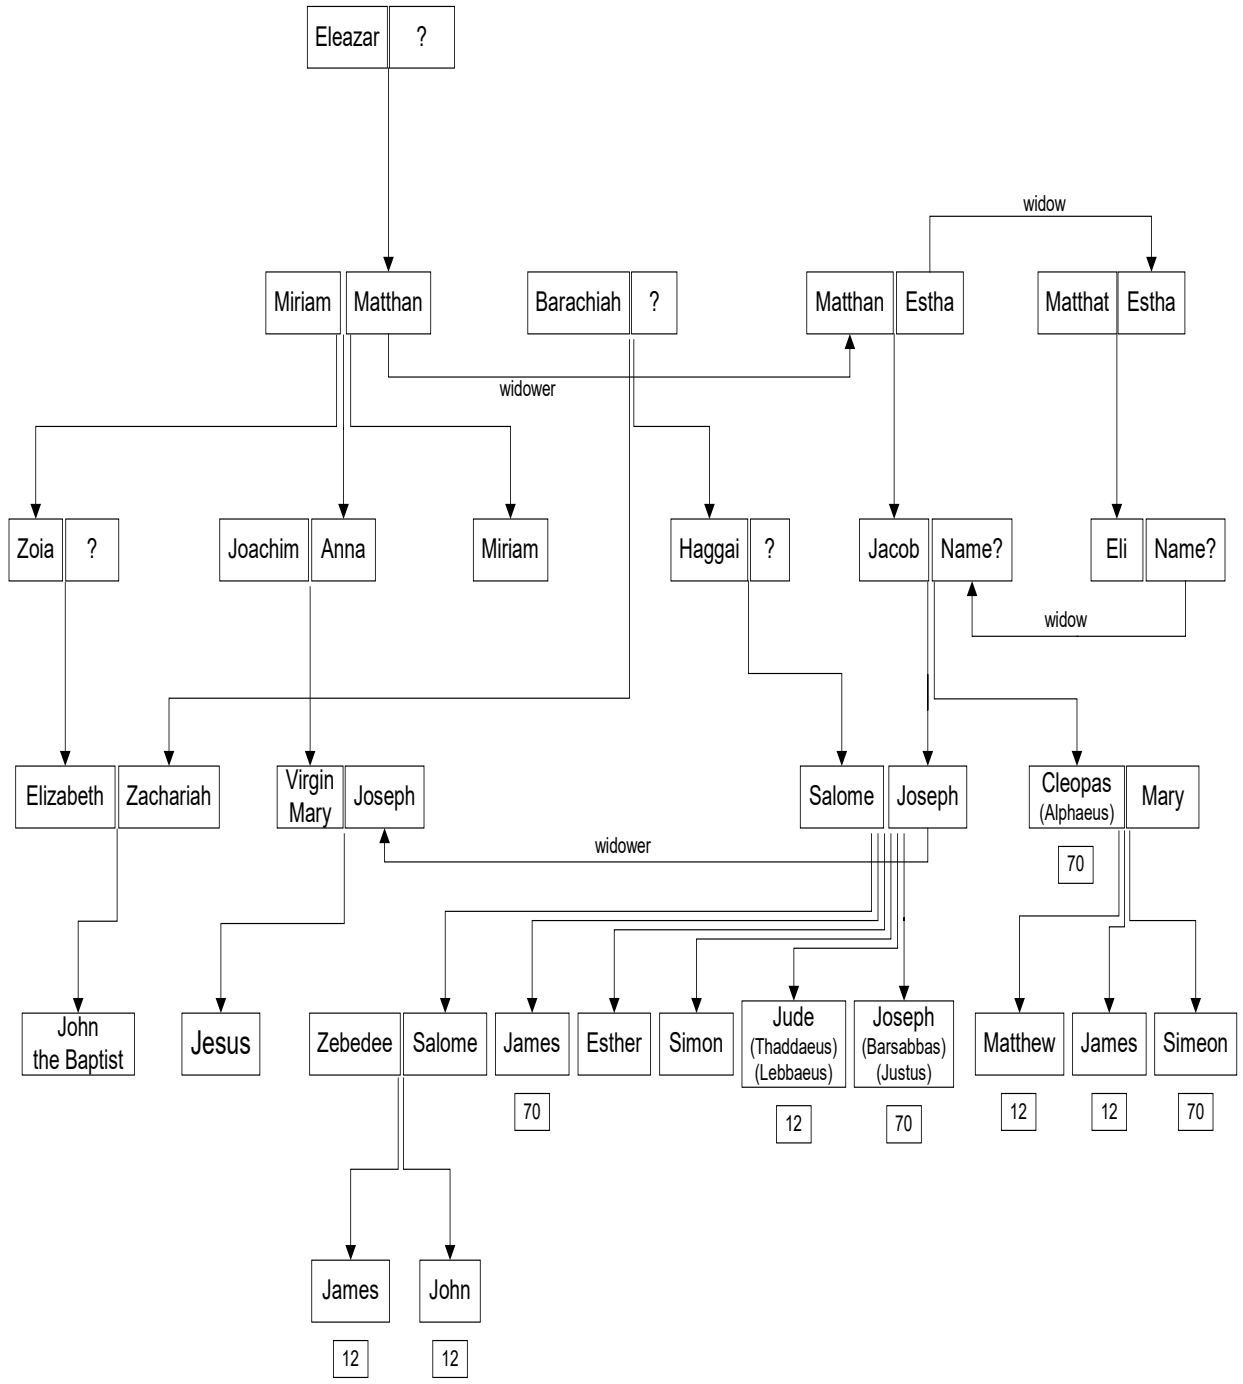 Eleazar ?
widow
Miriam Matthan Barachiah ? Matthan Estha Matthat Estha
widower
Zoia ? Joachim Anna Miriam Haggai ? Jacob Name? Eli Name?
widow
Elizabeth Zachariah Virgin Mary Joseph Salome Joseph Cleopas (Alphaeus) Mary
widower
70
John the Baptist Jesus Zebedee Salome James Esther Simon Jude (Thaddaeus) (Lebbaeus) Joseph (Barsabbas) (Justus) Matthew James Simeon
70 12 70 12 12 70
James John
12 12